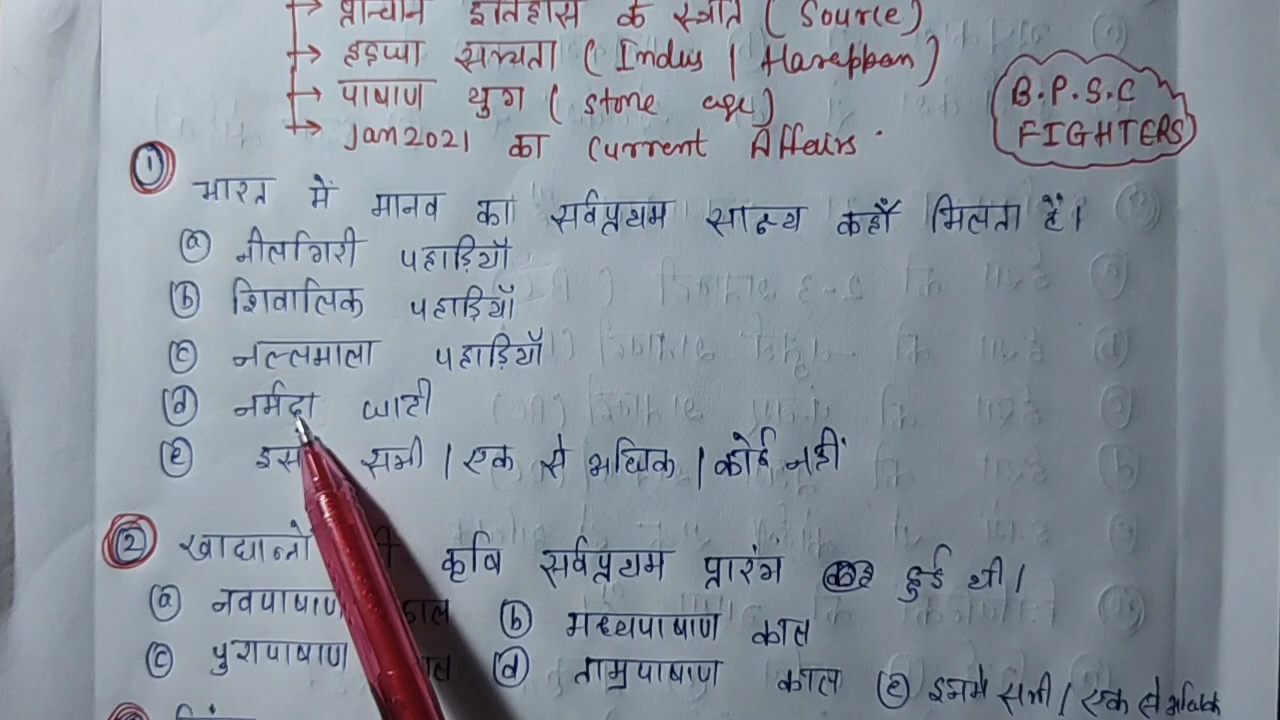 प्राचीन इतिहास के स्त्रोत (Source)
→ हड़प्पा सभ्यता (Indus / Harappan)
→ पाषाण युग (Stone age)
→ Jan 2021 का Current Affairs.
B.P.S.C
FIGHTERS
① भारत में मानव का सर्वप्रथम साक्ष्य कहाँ मिलता है।
ⓐ नीलगिरी पहाड़ियाँ
ⓑ शिवालिक पहाड़ियाँ
ⓒ नल्लमाला पहाड़ियाँ
ⓓ नर्मदा घाटी
ⓔ सभी / एक से अधिक / कोई नहीं
② कृषि सर्वप्रथम प्रारंभ हुई थी।
ⓐ नवपाषाण काल ⓑ मध्यपाषाण काल
ⓒ पुरापाषाण ⓓ ताम्रपाषाण काल ⓔ इनमें सभी / एक से अधिक